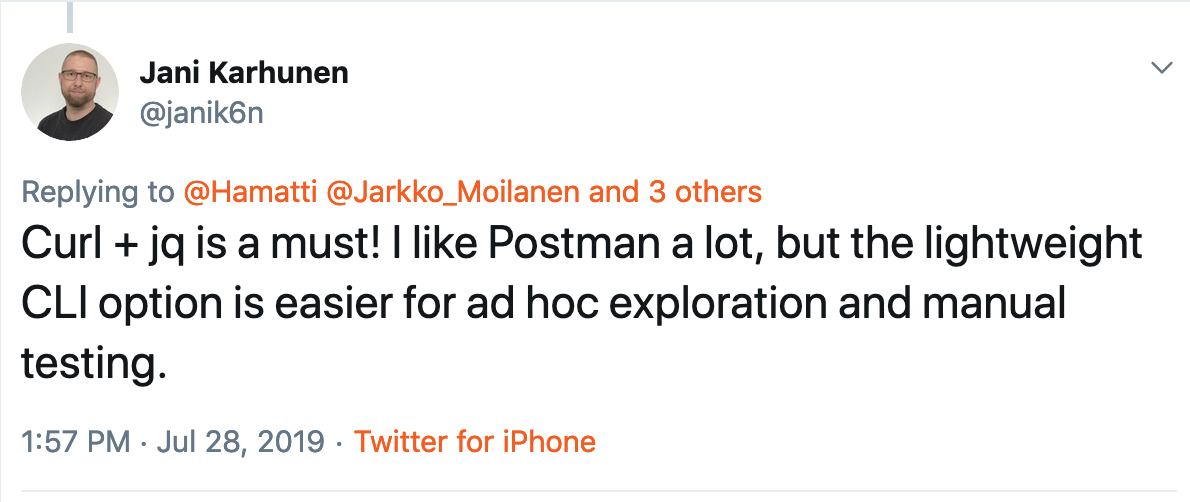 Jani Karhunen
@janik6n
Replying to @Hamatti @Jarkko_Moilanen and 3 others
Curl + jq is a must! I like Postman a lot, but the lightweight
CLI option is easier for ad hoc exploration and manual
testing.
1:57 PM · Jul 28, 2019 · Twitter for iPhone